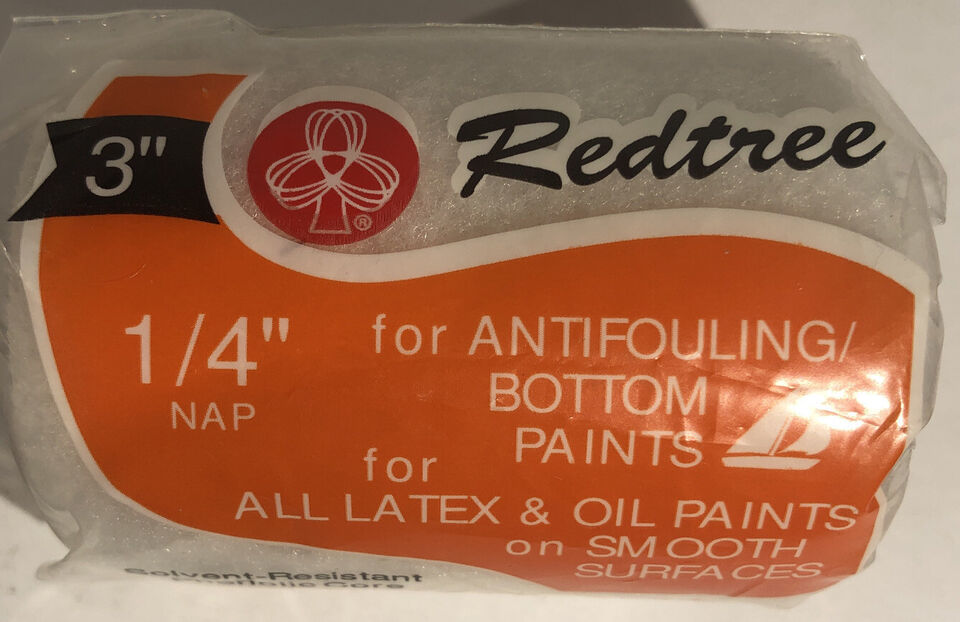 3"
Redtree
®
1/4"
NAP
for ANTIFOULING/
BOTTOM
PAINTS
for
ALL LATEX & OIL PAINTS
on SMOOTH
SURFACES
Solvent-Resistant
Core